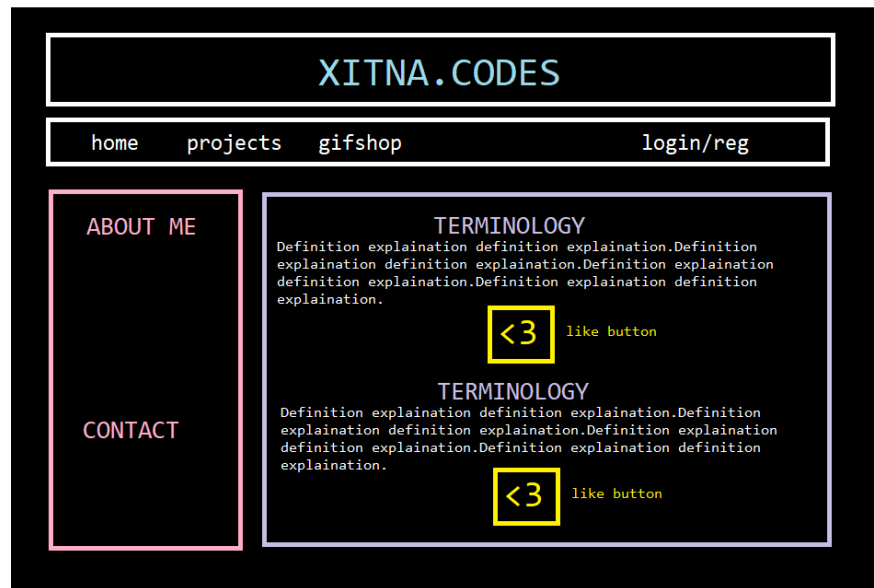 XITNA.CODES
home projects gifshop login/reg
ABOUT ME
CONTACT
TERMINOLOGY
Definition explaination definition explaination.Definition
explaination definition explaination.Definition explaination
definition explaination.Definition explaination definition
explaination.
<3 like button
TERMINOLOGY
Definition explaination definition explaination.Definition
explaination definition explaination.Definition explaination
definition explaination.Definition explaination definition
explaination.
<3 like button